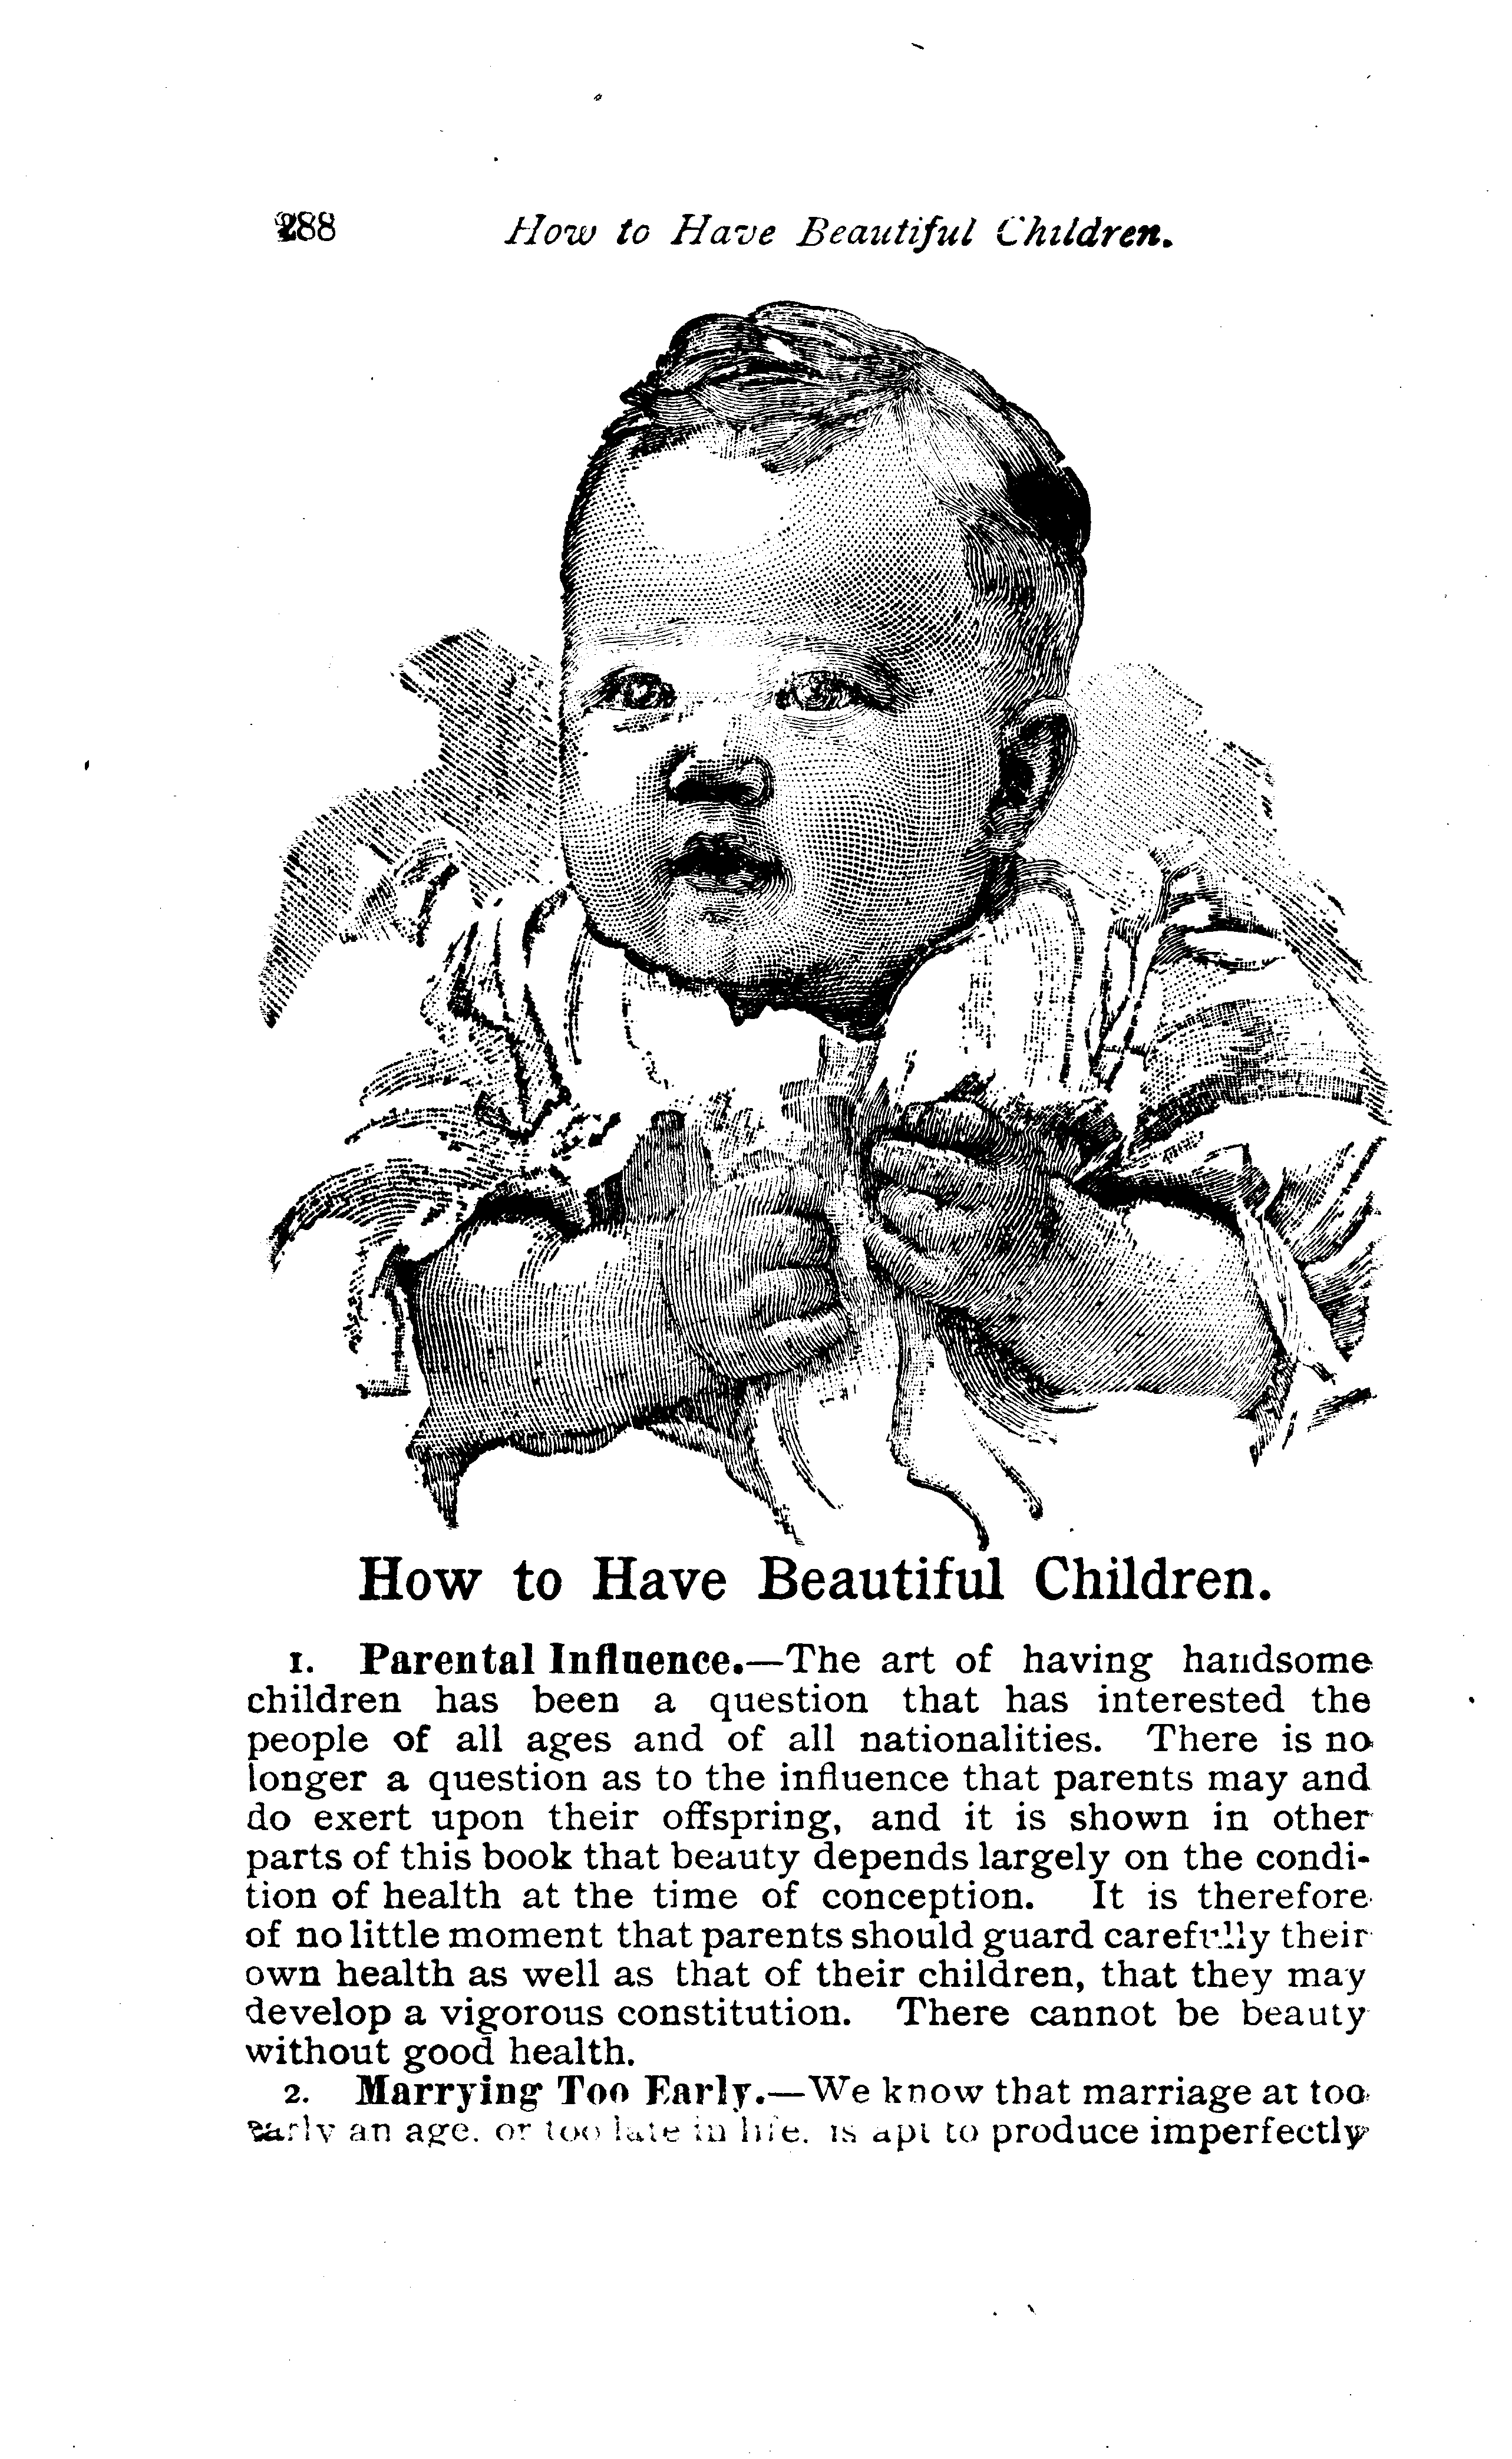 288 How to Have Beautiful Children.
How to Have Beautiful Children.
1. Parental Influence.—The art of having handsome
children has been a question that has interested the
people of all ages and of all nationalities. There is no
longer a question as to the influence that parents may and
do exert upon their offspring, and it is shown in other
parts of this book that beauty depends largely on the condi-
tion of health at the time of conception. It is therefore
of no little moment that parents should guard carefully their
own health as well as that of their children, that they may
develop a vigorous constitution. There cannot be beauty
without good health.
2. Marrying Too Early.—We know that marriage at too
early an age, or too late in life, is apt to produce imperfectly